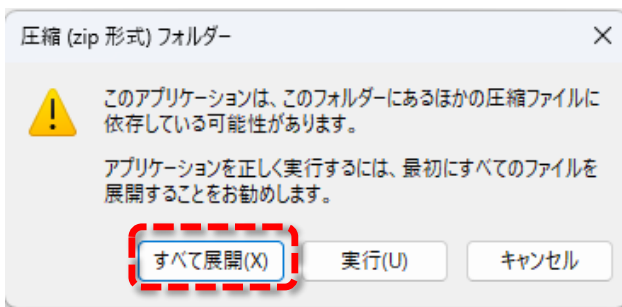 圧縮 (zip 形式) フォルダー
このアプリケーションは、このフォルダーにあるほかの圧縮ファイルに
依存している可能性があります。
アプリケーションを正しく実行するには、最初にすべてのファイルを
展開することをお勧めします。
すべて展開(X) 実行(U) キャンセル